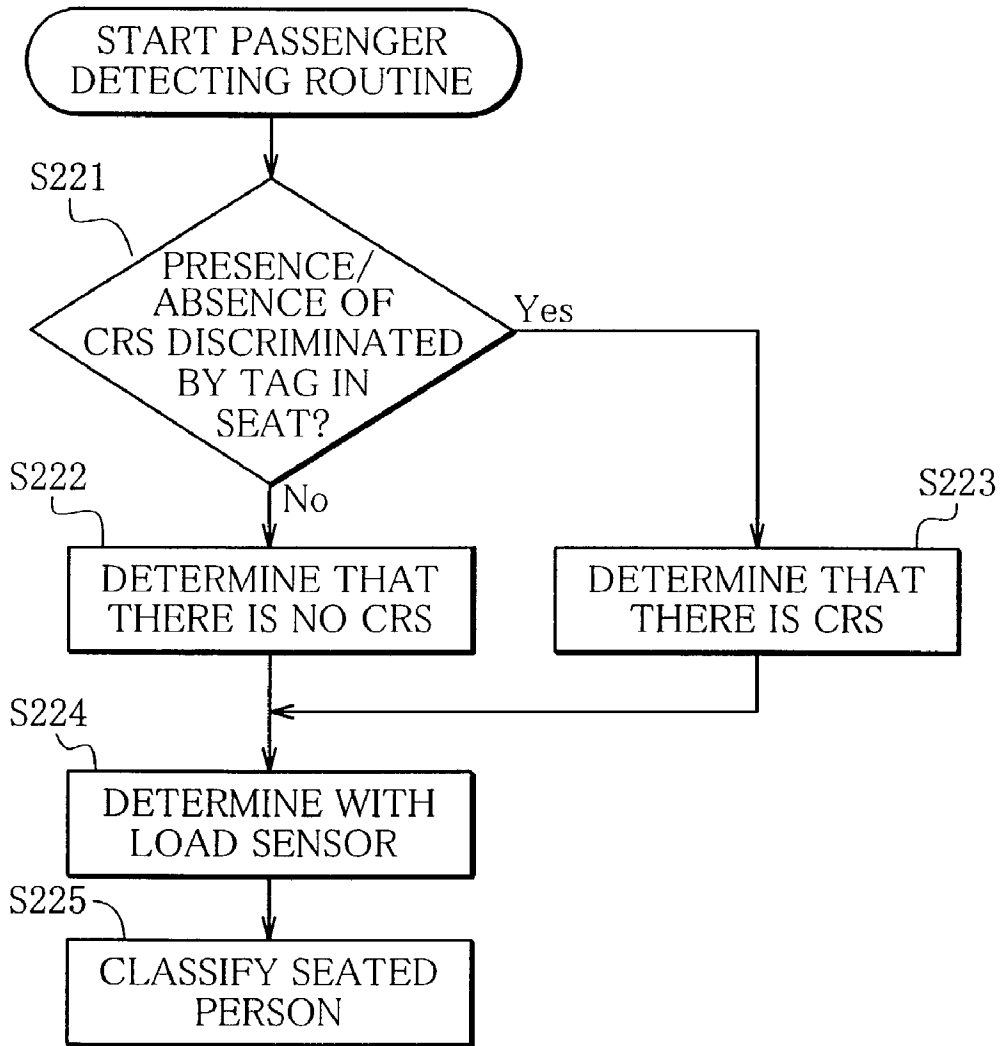 START PASSENGER
DETECTING ROUTINE
S221
PRESENCE/
ABSENCE OF
CRS DISCRIMINATED
BY TAG IN
SEAT?
Yes
No
S222
DETERMINE THAT
THERE IS NO CRS
S223
DETERMINE THAT
THERE IS CRS
S224
DETERMINE WITH
LOAD SENSOR
S225
CLASSIFY SEATED
PERSON